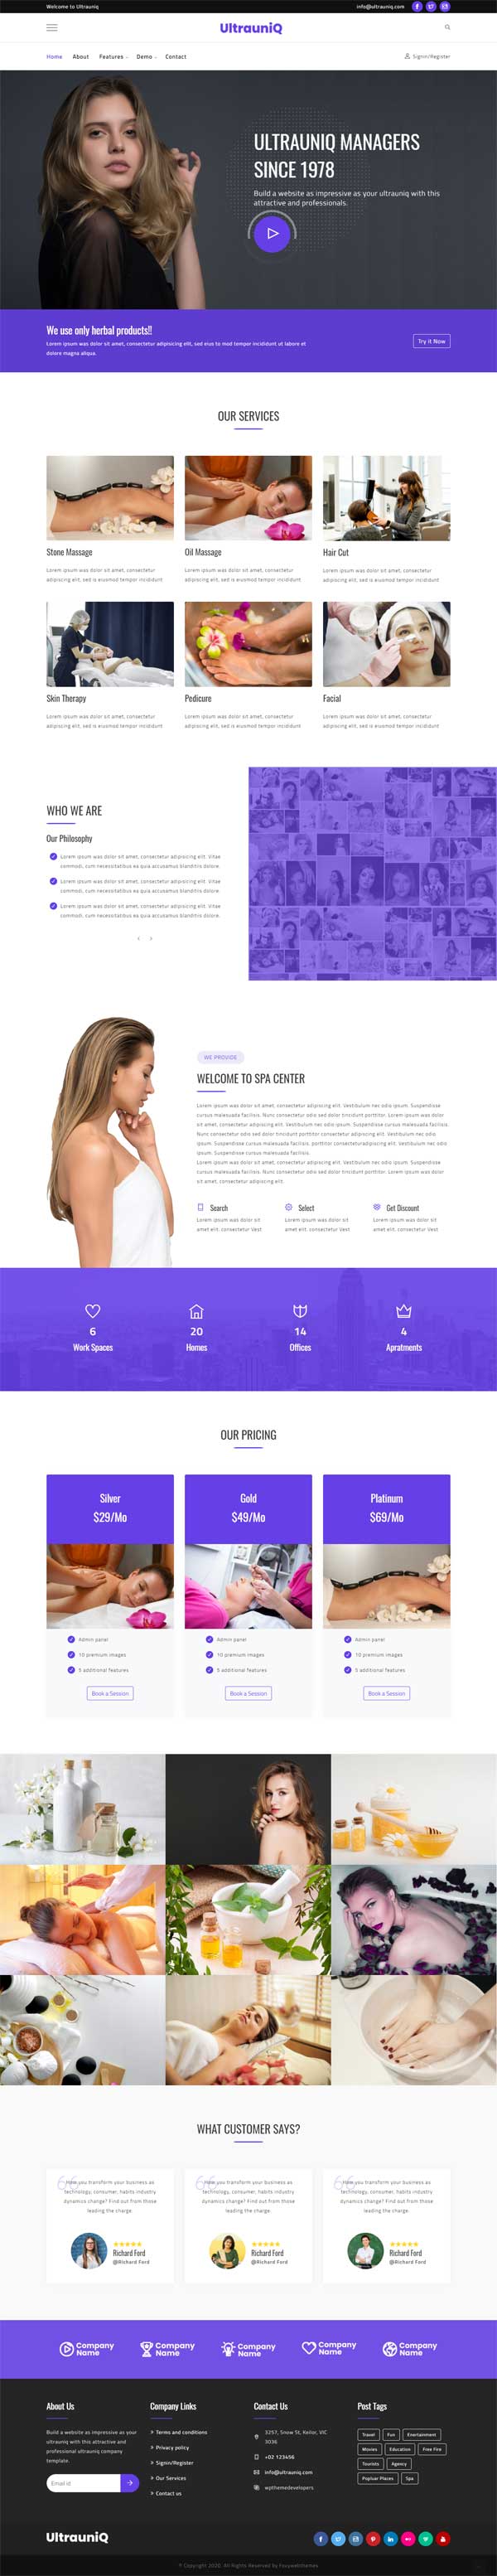 Welcome to Ultrauniq
info@ultrauniq.com
UltrauniQ
Home About Features Demo Contact
Signin/Register
ULTRAUNIQ MANAGERS
SINCE 1978
Build a website as impressive as your ultrauniq with this
attractive and professionals.
We use only herbal products!!
Lorem ipsum was dolor sit amet, consectetur adipisicing elit, sed eius to mod tempor incididunt ut labore et
dolore magna aliqua.
Try it Now
OUR SERVICES
Stone Massage
Lorem ipsum was dolor sit amet, consectetur
adipiscing elit, sed is eiusmod tempor incididunt
Oil Massage
Lorem ipsum was dolor sit amet, consectetur
adipiscing elit, sed is eiusmod tempor incididunt
Hair Cut
Lorem ipsum was dolor sit amet, consectetur
adipiscing elit, sed is eiusmod tempor incididunt
Skin Therapy
Lorem ipsum was dolor sit amet, consectetur
adipiscing elit, sed is eiusmod tempor incididunt
Pedicure
Lorem ipsum was dolor sit amet, consectetur
adipiscing elit, sed is eiusmod tempor incididunt
Facial
Lorem ipsum was dolor sit amet, consectetur
adipiscing elit, sed is eiusmod tempor incididunt
WHO WE ARE
Our Philosophy
Lorem ipsum was dolor sit amet, consectetur adipisicing elit. Vitae
commodi, cum necessitatibus ea quia accusamus blanditiis dolore.
Lorem ipsum was dolor sit amet, consectetur adipisicing elit. Vitae
commodi, cum necessitatibus ea quia accusamus blanditiis dolore.
Lorem ipsum was dolor sit amet, consectetur adipisicing elit. Vitae
commodi, cum necessitatibus ea quia accusamus blanditiis dolore.
WE PROVIDE
WELCOME TO SPA CENTER
Lorem ipsum was dolor sit amet, consectetur adipiscing elit. Vestibulum nec odio ipsum. Suspendisse
cursus malesuada facilisis. Nunc consectetur odio sed dolor tincidunt porttitor. Lorem ipsum was dolor
sit amet, consectetur adipiscing elit. Vestibulum nec odio ipsum. Suspendisse cursus malesuada facilisis.
Nunc consectetur odio sed dolor tincidunt porttitor consectetur adipiscing elit. Vestibulum nec odio
ipsum. Suspendisse cursus malesuada facilisis. porttitor consecteturadipiscing elit. Vestibulum nec odio
ipsum. Suspendisse cursus malesuada facilisis.
Lorem ipsum was dolor sit amet, consectetur adipiscing elit. Vestibulum nec odio ipsum. Suspendisse
cursus malesuada facilisis. Nunc consectetur odio sed dolor tincidunt porttitor. Lorem ipsum was dolor
sit amet, consectetur adipiscing elit.
Search
Lorem ipsum was dolor sit
amet elit. consectetur Vest
Select
Lorem ipsum was dolor sit
amet elit. consectetur Vest
Get Discount
Lorem ipsum was dolor sit
amet elit. consectetur Vest
6
Work Spaces
20
Homes
14
Offices
4
Apratments
OUR PRICING
Silver
$29/Mo
Admin panel
10 premium images
5 additional features
Book a Session
Gold
$49/Mo
Admin panel
10 premium images
5 additional features
Book a Session
Platinum
$69/Mo
Admin panel
10 premium images
5 additional features
Book a Session
WHAT CUSTOMER SAYS?
How you transform your business as
technology, consumer, habits industry
dynamics change? Find out from those
leading the charge.
Richard Ford
@Richard Ford
How you transform your business as
technology, consumer, habits industry
dynamics change? Find out from those
leading the charge.
Richard Ford
@Richard Ford
How you transform your business as
technology, consumer, habits industry
dynamics change? Find out from those
leading the charge.
Richard Ford
@Richard Ford
Company
Name
Company
Name
Company
Name
Company
Name
Company
Name
About Us
Build a website as impressive as your
ultrauniq with this attractive and
professional ultrauniq company
template.
Email id
Company Links
Terms and conditions
Privacy policy
Signin/Register
Our Services
Contact us
Contact Us
3257, Snow St, Keilor, VIC
3036
+02 123456
info@ultrauniq.com
wpthemedevelopers
Post Tags
Travel Fun Enertainment
Movies Education Free Fire
Tourists Agency
Popluar Places Spa
UltrauniQ